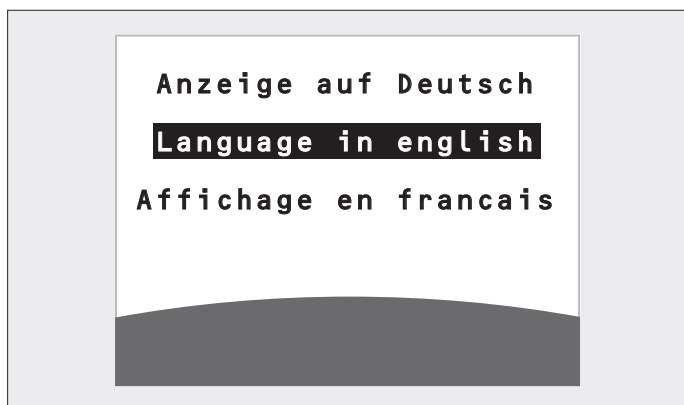 Anzeige auf Deutsch
Language in english
Affichage en francais